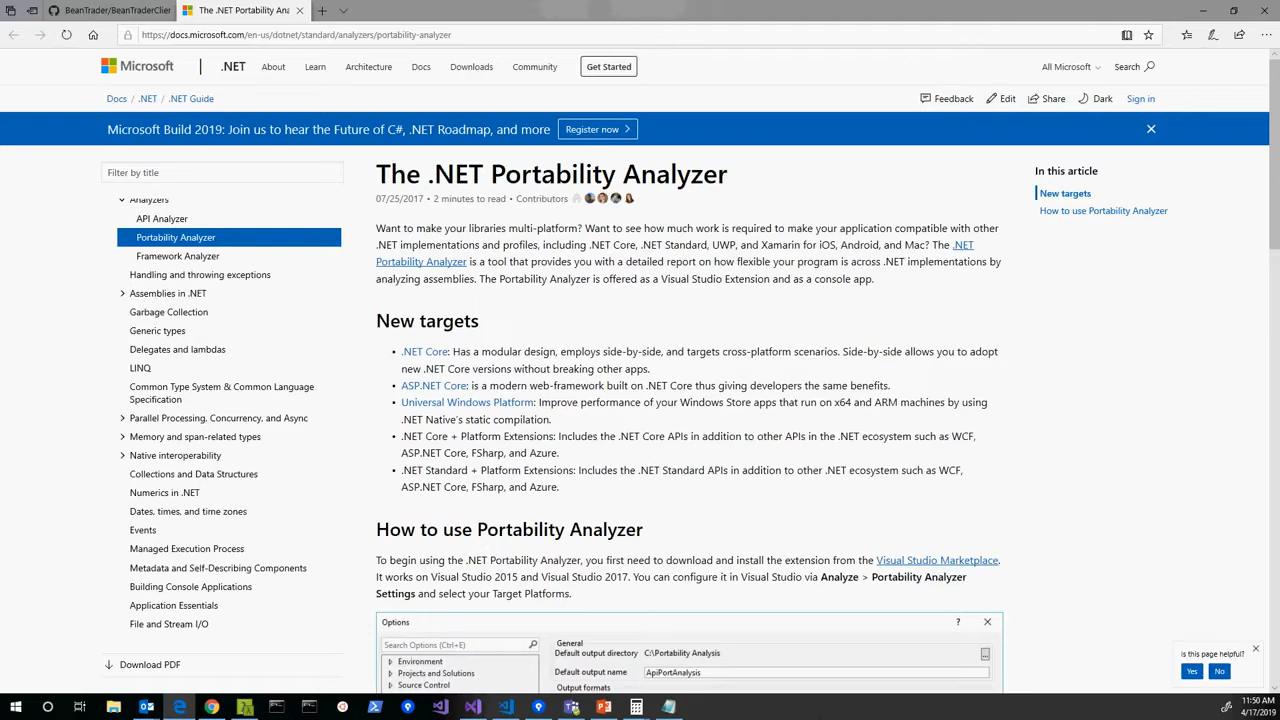 BeanTrader/BeanTraderClier
The .NET Portability Anal
https://docs.microsoft.com/en-us/dotnet/standard/analyzers/portability-analyzer
Microsoft
.NET
About
Learn
Architecture
Docs
Downloads
Community
Get Started
All Microsoft
Search
Docs / .NET / .NET Guide
Feedback
Edit
Share
Dark
Sign in
Microsoft Build 2019: Join us to hear the Future of C#, .NET Roadmap, and more
Register now
Filter by title
Analyzers
API Analyzer
Portability Analyzer
Framework Analyzer
Handling and throwing exceptions
Assemblies in .NET
Garbage Collection
Generic types
Delegates and lambdas
LINQ
Common Type System & Common Language
Specification
Parallel Processing, Concurrency, and Async
Memory and span-related types
Native interoperability
Collections and Data Structures
Numerics in .NET
Dates, times, and time zones
Events
Managed Execution Process
Metadata and Self-Describing Components
Building Console Applications
Application Essentials
File and Stream I/O
Download PDF
The .NET Portability Analyzer
07/25/2017 • 2 minutes to read • Contributors
Want to make your libraries multi-platform? Want to see how much work is required to make your application compatible with other
.NET implementations and profiles, including .NET Core, .NET Standard, UWP, and Xamarin for iOS, Android, and Mac? The .NET
Portability Analyzer is a tool that provides you with a detailed report on how flexible your program is across .NET implementations by
analyzing assemblies. The Portability Analyzer is offered as a Visual Studio Extension and as a console app.
New targets
• .NET Core: Has a modular design, employs side-by-side, and targets cross-platform scenarios. Side-by-side allows you to adopt
new .NET Core versions without breaking other apps.
• ASP.NET Core: is a modern web-framework built on .NET Core thus giving developers the same benefits.
• Universal Windows Platform: Improve performance of your Windows Store apps that run on x64 and ARM machines by using
.NET Native's static compilation.
• .NET Core + Platform Extensions: Includes the .NET Core APIs in addition to other APIs in the .NET ecosystem such as WCF,
ASP.NET Core, FSharp, and Azure.
• .NET Standard + Platform Extensions: Includes the .NET Standard APIs in addition to other .NET ecosystem such as WCF,
ASP.NET Core, FSharp, and Azure.
How to use Portability Analyzer
To begin using the .NET Portability Analyzer, you first need to download and install the extension from the Visual Studio Marketplace.
It works on Visual Studio 2015 and Visual Studio 2017. You can configure it in Visual Studio via Analyze > Portability Analyzer
Settings and select your Target Platforms.
Options
?
Search Options (Ctrl+E)
Environment
Projects and Solutions
Source Control
General
Default output directory
C:\Portability Analysis
...
Default output name
ApiPortAnalysis
Output formats
In this article
New targets
How to use Portability Analyzer
Is this page helpful?
Yes
No
11:50 AM
4/17/2019